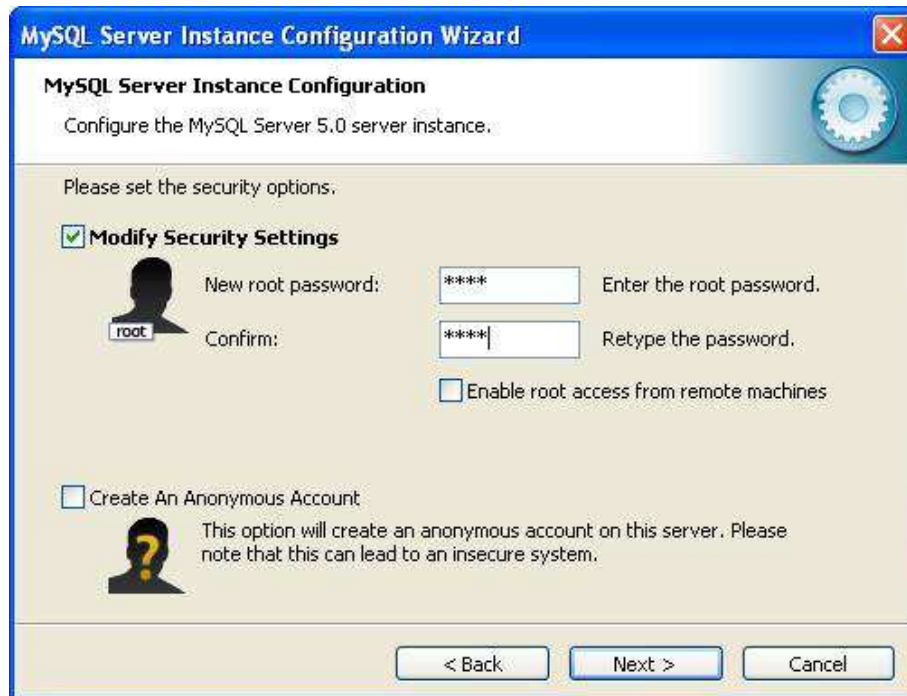 MySQL Server Instance Configuration Wizard
MySQL Server Instance Configuration
Configure the MySQL Server 5.0 server instance.
Please set the security options.
Modify Security Settings
root
New root password: **** Enter the root password.
Confirm: **** Retype the password.
Enable root access from remote machines
Create An Anonymous Account
?
This option will create an anonymous account on this server. Please
note that this can lead to an insecure system.
< Back Next > Cancel